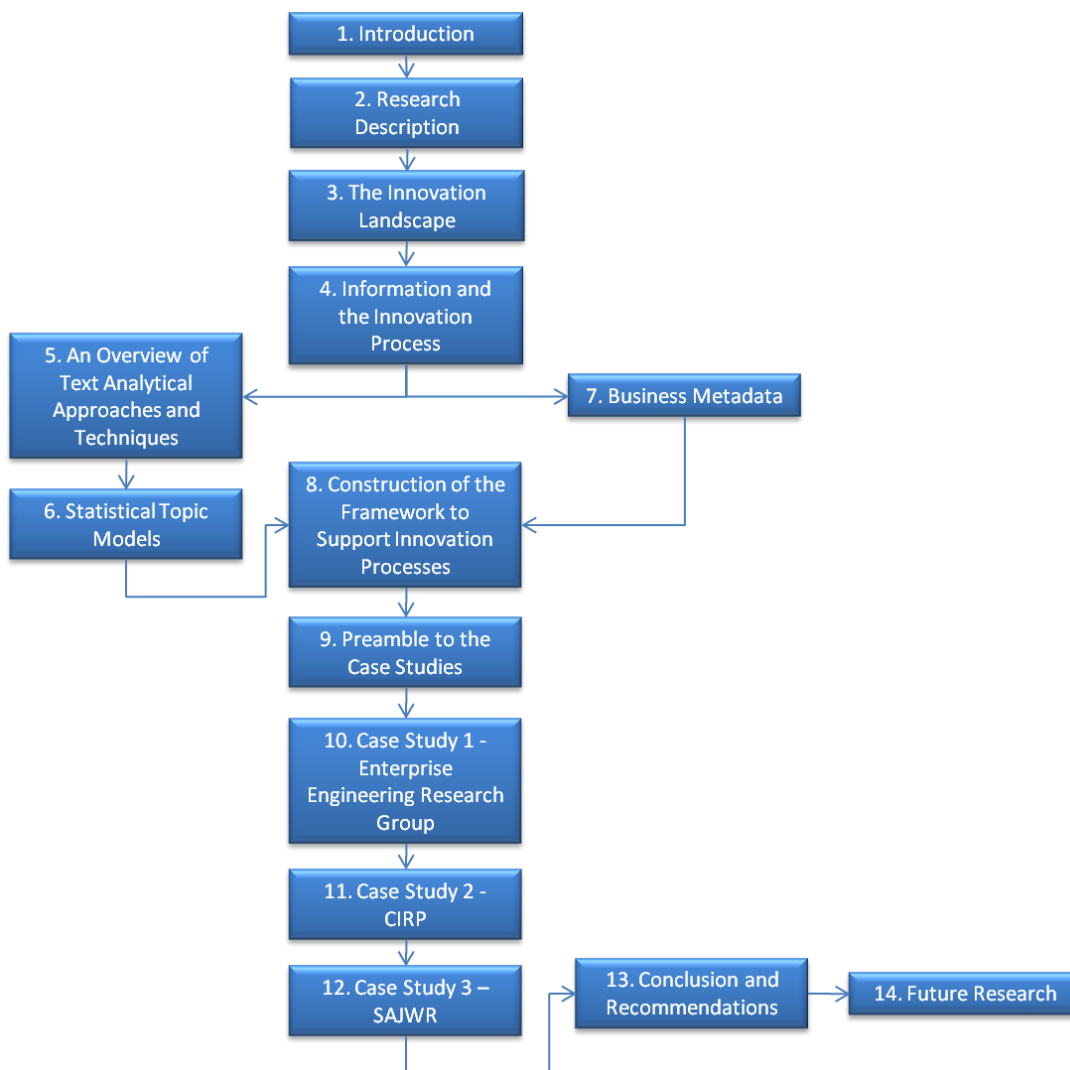 1. Introduction
2. Research
Description
3. The Innovation
Landscape
4. Information and
the Innovation
Process
5. An Overview of
Text Analytical
Approaches and
Techniques
6. Statistical Topic
Models
7. Business Metadata
8. Construction of the
Framework to
Support Innovation
Processes
9. Preamble to the
Case Studies
10. Case Study 1 -
Enterprise
Engineering Research
Group
11. Case Study 2 -
CIRP
12. Case Study 3 –
SAJWR
13. Conclusion and
Recommendations
14. Future Research